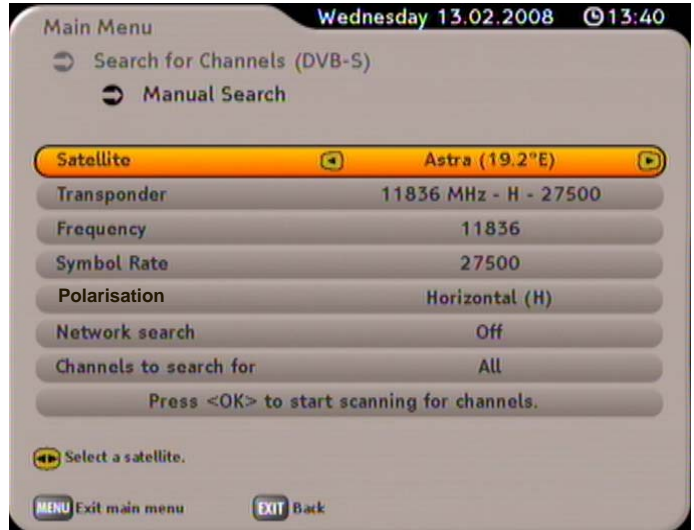 Main Menu
Wednesday 13.02.2008 13:40
Search for Channels (DVB-S)
Manual Search
Satellite Astra (19.2°E)
Transponder 11836 MHz - H - 27500
Frequency 11836
Symbol Rate 27500
Polarisation Horizontal (H)
Network search Off
Channels to search for All
Press <OK> to start scanning for channels.
Select a satellite.
MENU Exit main menu EXIT Back